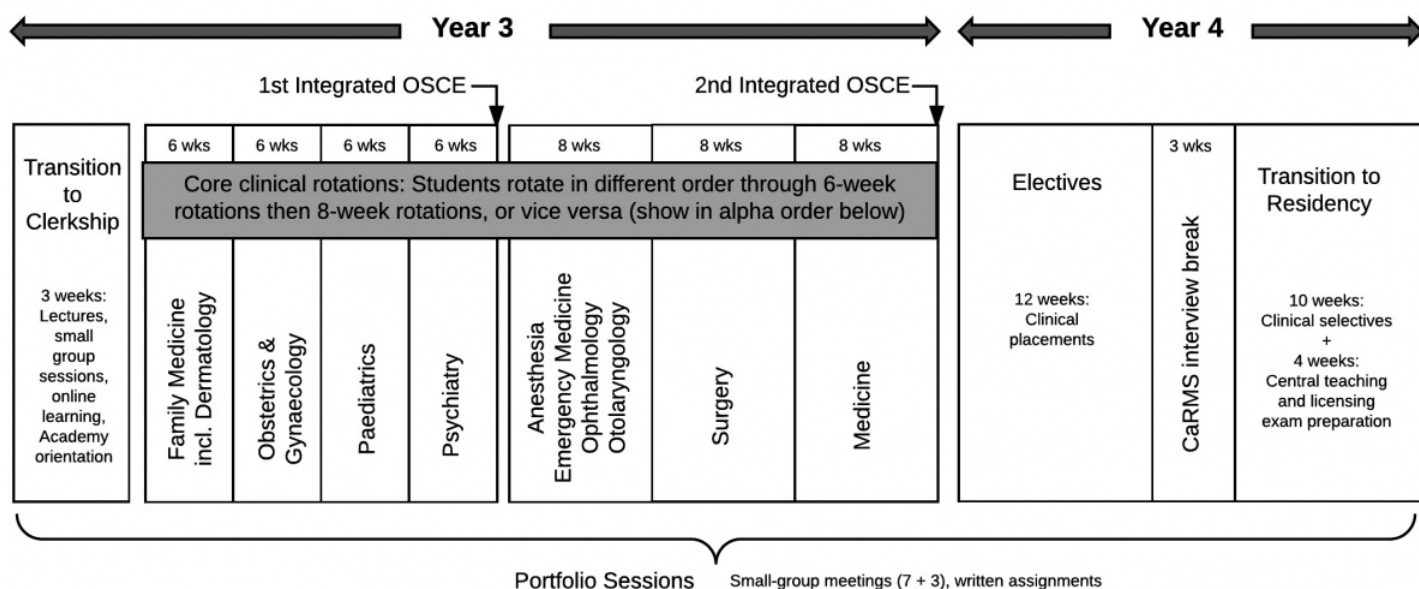 Year 3
Year 4
1st Integrated OSCE
2nd Integrated OSCE
Transition
to
Clerkship
3 weeks:
Lectures,
small
group
sessions,
online
learning,
Academy
orientation
6 wks
6 wks
6 wks
6 wks
8 wks
8 wks
8 wks
Core clinical rotations: Students rotate in different order through 6-week
rotations then 8-week rotations, or vice versa (show in alpha order below)
Family Medicine
incl. Dermatology
Obstetrics &
Gynaecology
Paediatrics
Psychiatry
Anesthesia
Emergency Medicine
Ophthalmology
Otolaryngology
Surgery
Medicine
Electives
12 weeks:
Clinical
placements
3 wks
CaRMS interview break
Transition to
Residency
10 weeks:
Clinical selectives
+
4 weeks:
Central teaching
and licensing
exam preparation
Portfolio Sessions Small-group meetings (7 + 3), written assignments